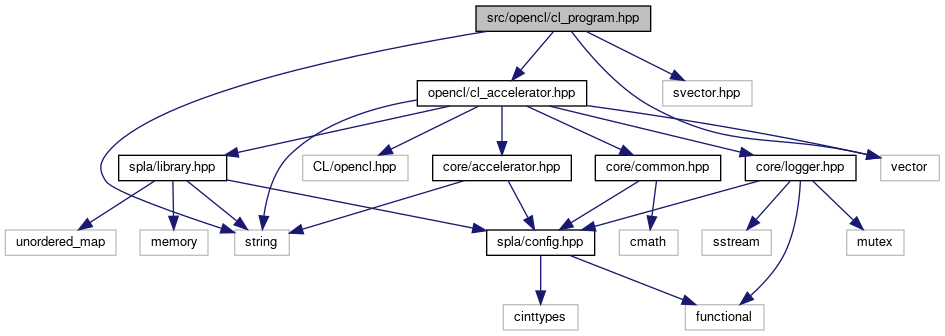 src/opencl/cl_program.hpp
opencl/cl_accelerator.hpp
svector.hpp
spla/library.hpp
CL/opencl.hpp
core/accelerator.hpp
core/common.hpp
core/logger.hpp
vector
unordered_map
memory
string
spla/config.hpp
cmath
sstream
mutex
cinttypes
functional